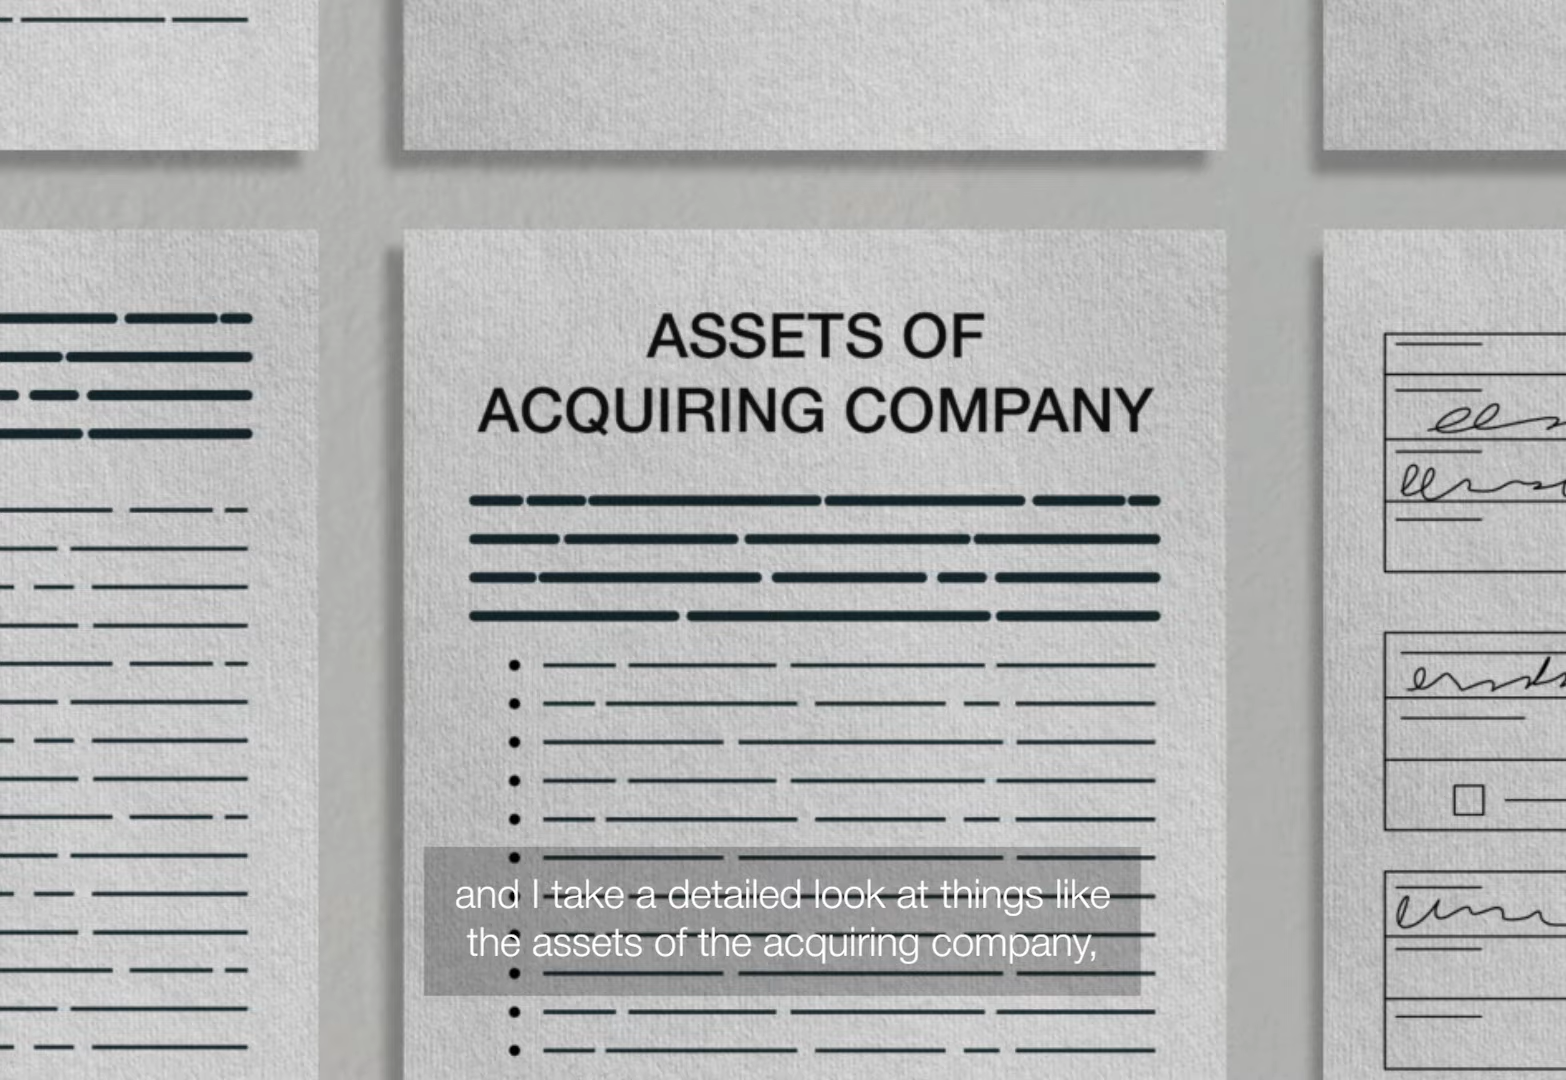 ASSETS OF
ACQUIRING COMPANY
and I take a detailed look at things like
the assets of the acquiring company,